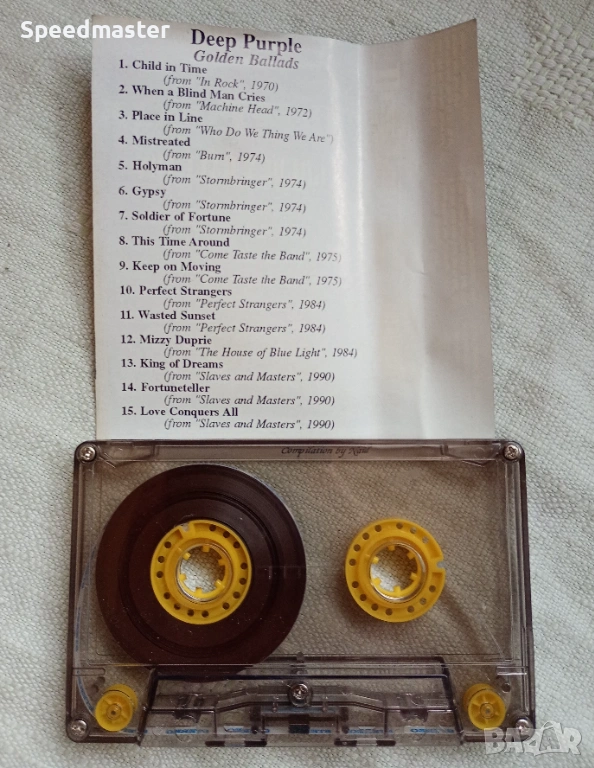 Speedmaster
Deep Purple
Golden Ballads
1. Child in Time
(from "In Rock", 1970)
2. When a Blind Man Cries
(from "Machine Head", 1972)
3. Place in Line
(from "Who Do We Thing We Are")
4. Mistreated
(from "Burn", 1974)
5. Holyman
(from "Stormbringer", 1974)
6. Gypsy
(from "Stormbringer", 1974)
7. Soldier of Fortune
(from "Stormbringer", 1974)
8. This Time Around
(from "Come Taste the Band", 1975)
9. Keep on Moving
(from "Come Taste the Band", 1975)
10. Perfect Strangers
(from "Perfect Strangers", 1984)
11. Wasted Sunset
(from "Perfect Strangers", 1984)
12. Mizzy Duprie
(from "The House of Blue Light", 1984)
13. King of Dreams
(from "Slaves and Masters", 1990)
14. Fortuneteller
(from "Slaves and Masters", 1990)
15. Love Conquers All
(from "Slaves and Masters", 1990)
Compilation by
BAZAR